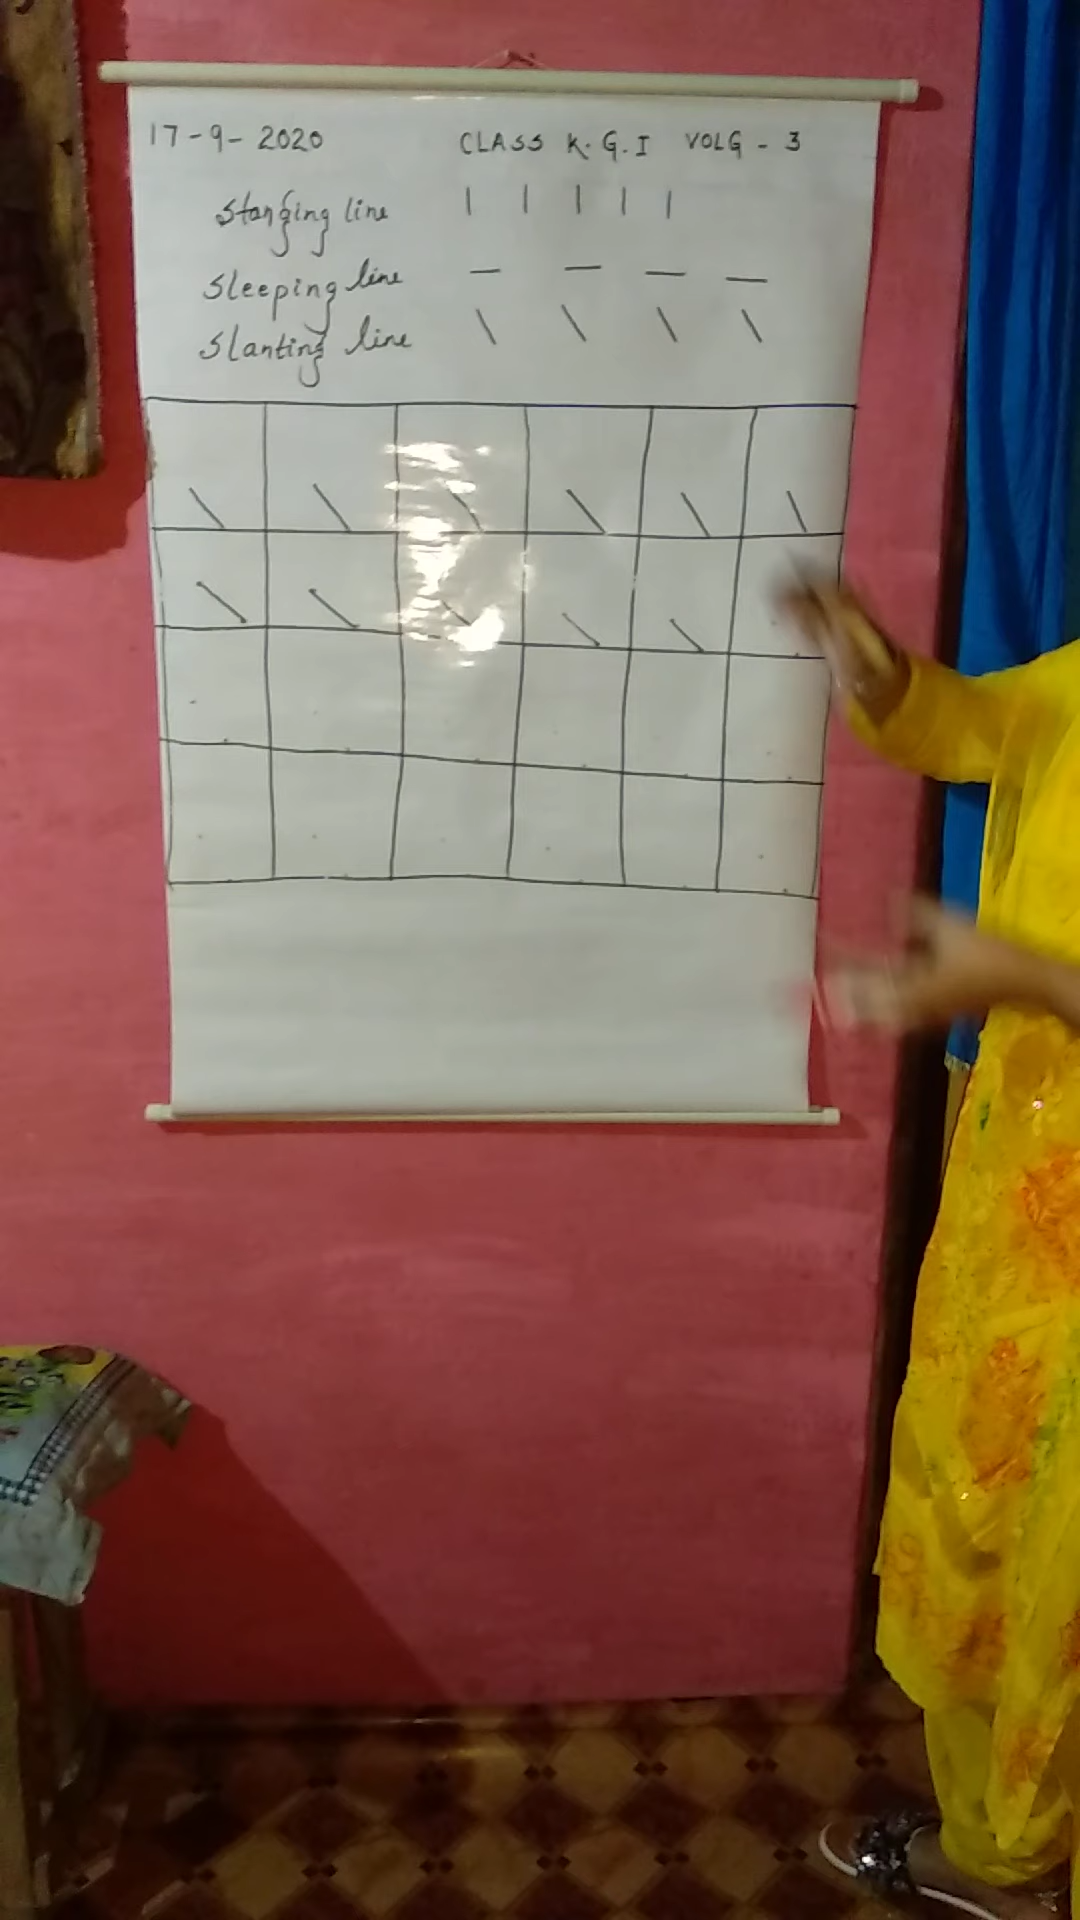 17-9-2020 CLASS K.G.I VOLG-3
Standing line
Sleeping line
Slanting line